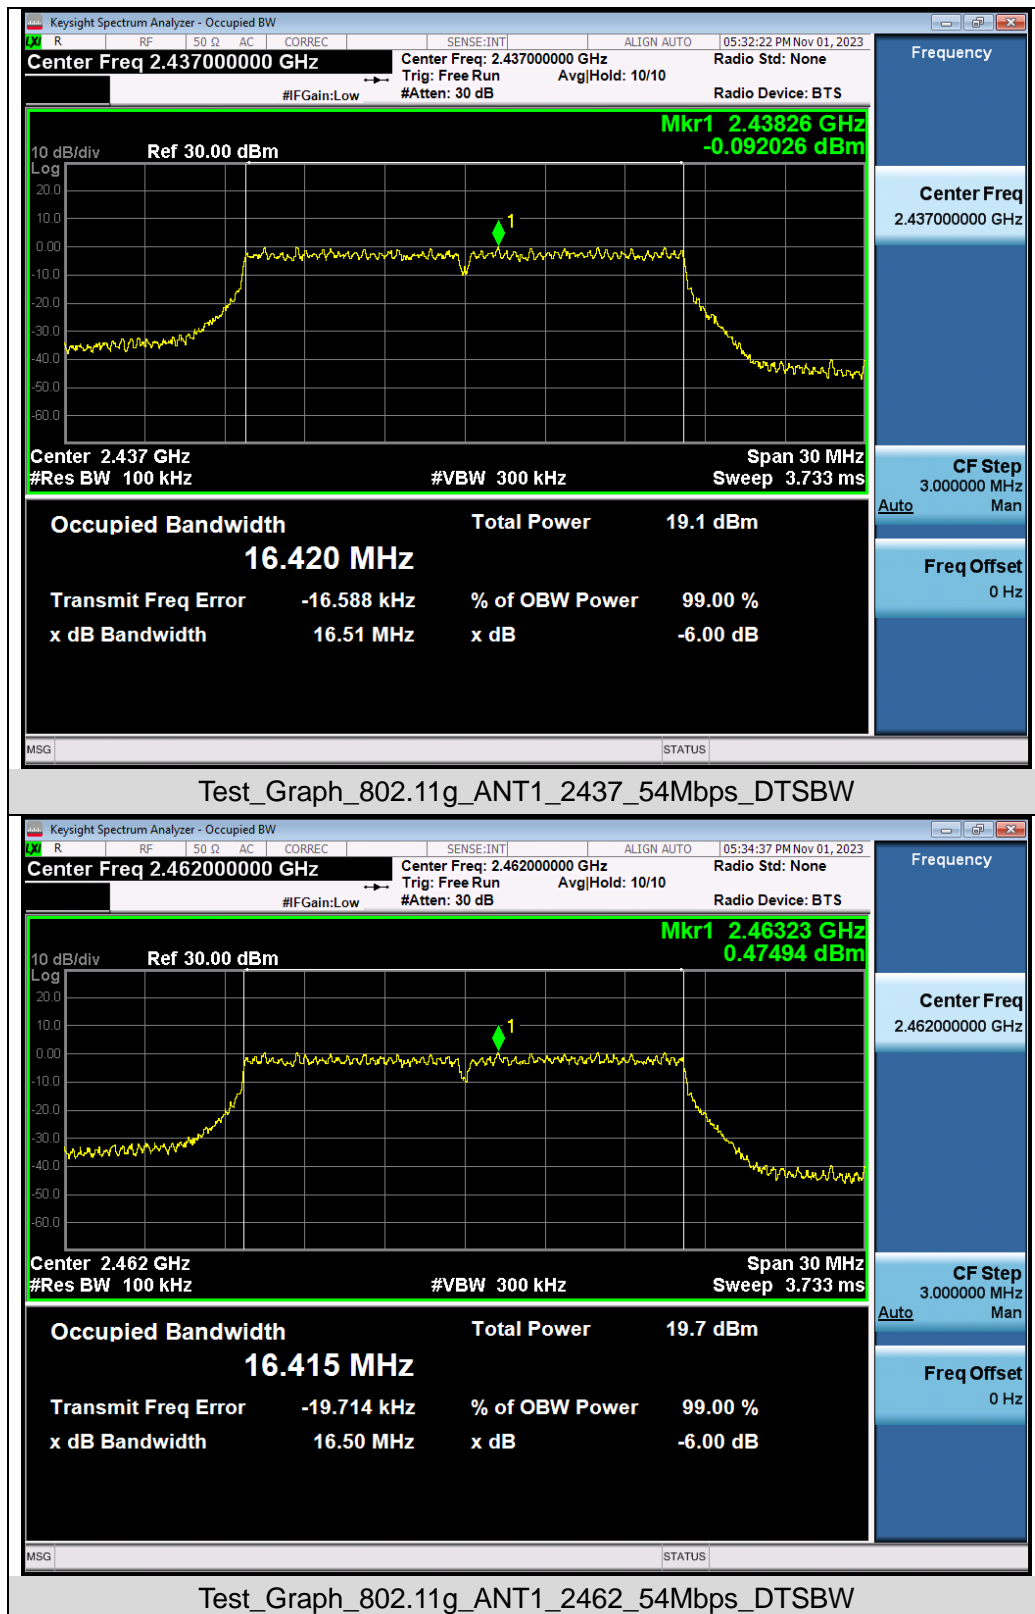 Keysight Spectrum Analyzer - Occupied BW
LXI R RF 50 Ω AC CORREC SENSE:INT ALIGN AUTO 05:32:22 PM Nov 01, 2023
Center Freq 2.437000000 GHz
Center Freq: 2.437000000 GHz Radio Std: None
Trig: Free Run Avg|Hold: 10/10
#IFGain:Low #Atten: 30 dB Radio Device: BTS
Frequency
Mkr1 2.43826 GHz
-0.092026 dBm
10 dB/div Ref 30.00 dBm
Log
20.0
10.0
0.00
-10.0
-20.0
-30.0
-40.0
-50.0
-60.0
1
Center Freq
2.437000000 GHz
Center 2.437 GHz Span 30 MHz
#Res BW 100 kHz #VBW 300 kHz Sweep 3.733 ms
CF Step
3.000000 MHz
Auto Man
Occupied Bandwidth Total Power 19.1 dBm
16.420 MHz
Transmit Freq Error -16.588 kHz % of OBW Power 99.00 %
x dB Bandwidth 16.51 MHz x dB -6.00 dB
Freq Offset
0 Hz
MSG STATUS
Test_Graph_802.11g_ANT1_2437_54Mbps_DTSBW
Keysight Spectrum Analyzer - Occupied BW
LXI R RF 50 Ω AC CORREC SENSE:INT ALIGN AUTO 05:34:37 PM Nov 01, 2023
Center Freq 2.462000000 GHz
Center Freq: 2.462000000 GHz Radio Std: None
Trig: Free Run Avg|Hold: 10/10
#IFGain:Low #Atten: 30 dB Radio Device: BTS
Frequency
Mkr1 2.46323 GHz
0.47494 dBm
10 dB/div Ref 30.00 dBm
Log
20.0
10.0
0.00
-10.0
-20.0
-30.0
-40.0
-50.0
-60.0
1
Center Freq
2.462000000 GHz
Center 2.462 GHz Span 30 MHz
#Res BW 100 kHz #VBW 300 kHz Sweep 3.733 ms
CF Step
3.000000 MHz
Auto Man
Occupied Bandwidth Total Power 19.7 dBm
16.415 MHz
Transmit Freq Error -19.714 kHz % of OBW Power 99.00 %
x dB Bandwidth 16.50 MHz x dB -6.00 dB
Freq Offset
0 Hz
MSG STATUS
Test_Graph_802.11g_ANT1_2462_54Mbps_DTSBW